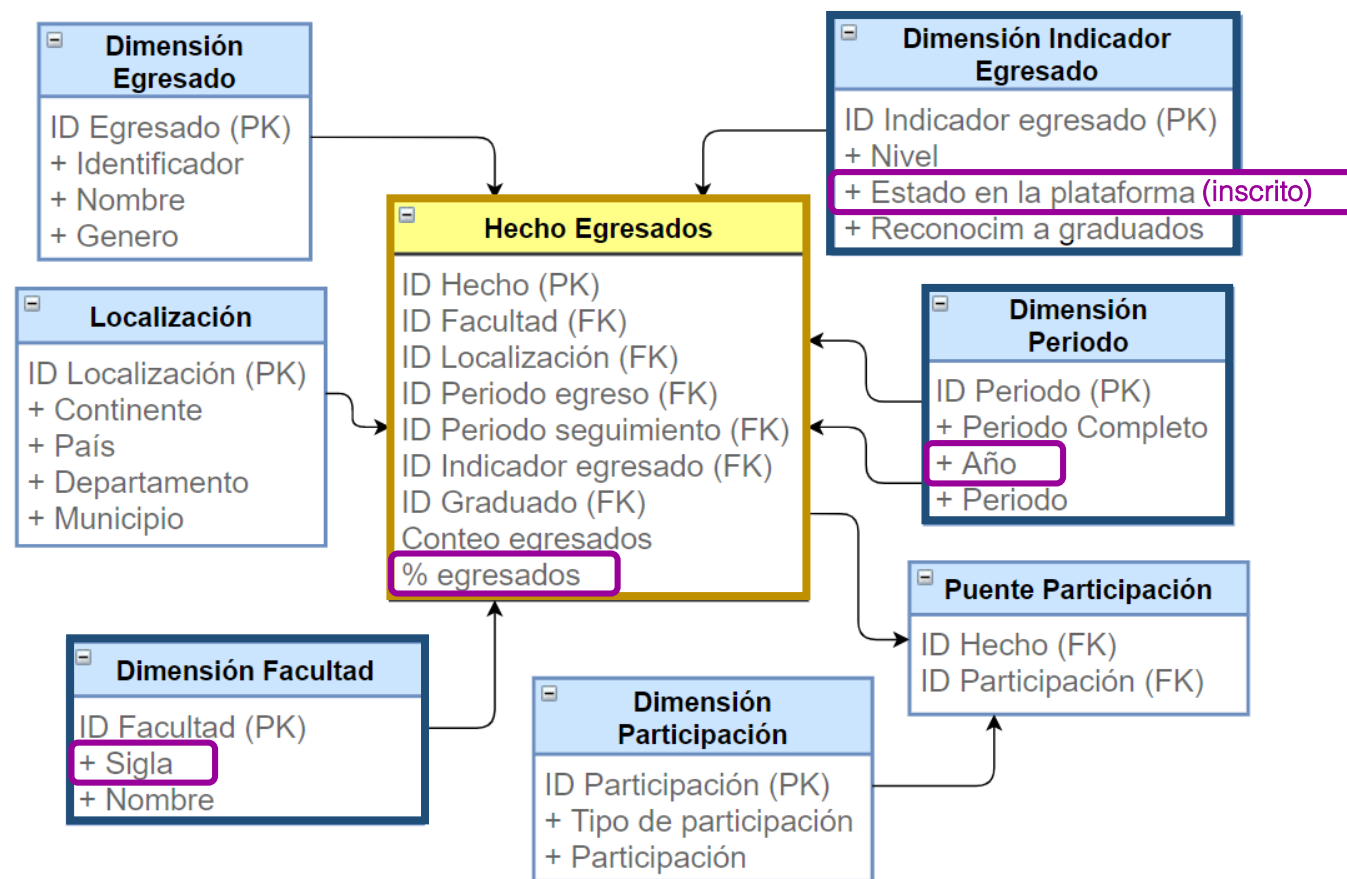 Dimensión
Egresado
ID Egresado (PK)
+ Identificador
+ Nombre
+ Genero
Dimensión Indicador
Egresado
ID Indicador egresado (PK)
+ Nivel
+ Estado en la plataforma (inscrito)
+ Reconocim a graduados
Hecho Egresados
ID Hecho (PK)
ID Facultad (FK)
ID Localización (FK)
ID Periodo egreso (FK)
ID Periodo seguimiento (FK)
ID Indicador egresado (FK)
ID Graduado (FK)
Conteo egresados
% egresados
Localización
ID Localización (PK)
+ Continente
+ País
+ Departamento
+ Municipio
Dimensión
Periodo
ID Periodo (PK)
+ Periodo Completo
+ Año
+ Periodo
Puente Participación
ID Hecho (FK)
ID Participación (FK)
Dimensión Facultad
ID Facultad (PK)
+ Sigla
+ Nombre
Dimensión
Participación
ID Participación (PK)
+ Tipo de participación
+ Participación